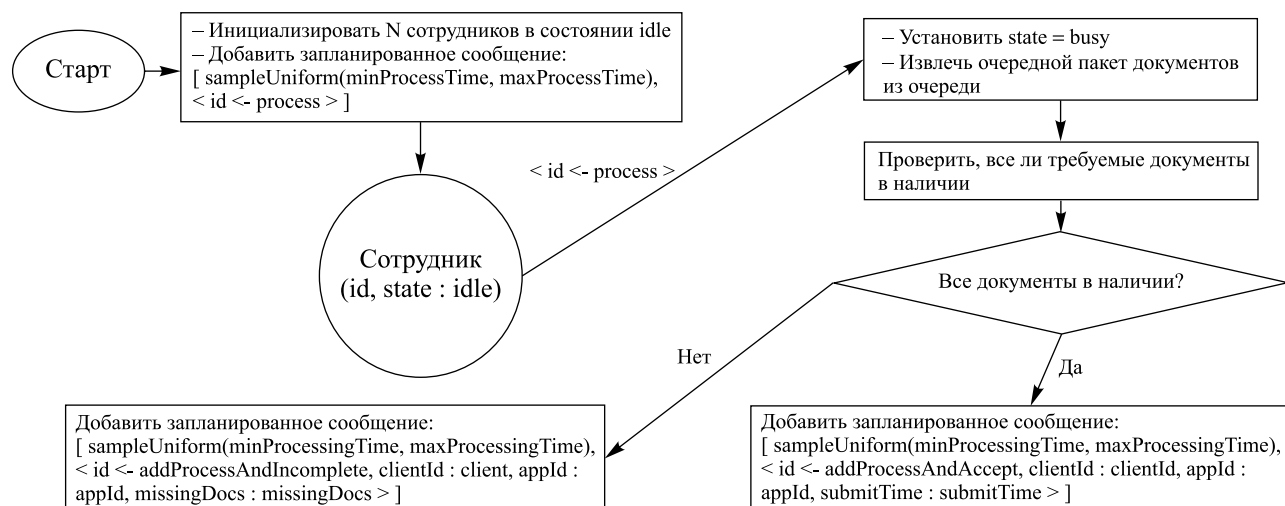 Старт
– Инициализировать N сотрудников в состоянии idle
– Добавить запланированное сообщение:
[ sampleUniform(minProcessTime, maxProcessTime),
< id <- process > ]
Сотрудник
(id, state : idle)
< id <- process >
– Установить state = busy
– Извлечь очередной пакет документов
из очереди
Проверить, все ли требуемые документы
в наличии
Все документы в наличии?
Нет
Да
Добавить запланированное сообщение:
[ sampleUniform(minProcessingTime, maxProcessingTime),
< id <- addProcessAndIncomplete, clientId : client, appId :
appId, missingDocs : missingDocs > ]
Добавить запланированное сообщение:
[ sampleUniform(minProcessingTime, maxProcessingTime),
< id <- addProcessAndAccept, clientId : clientId, appId :
appId, submitTime : submitTime > ]